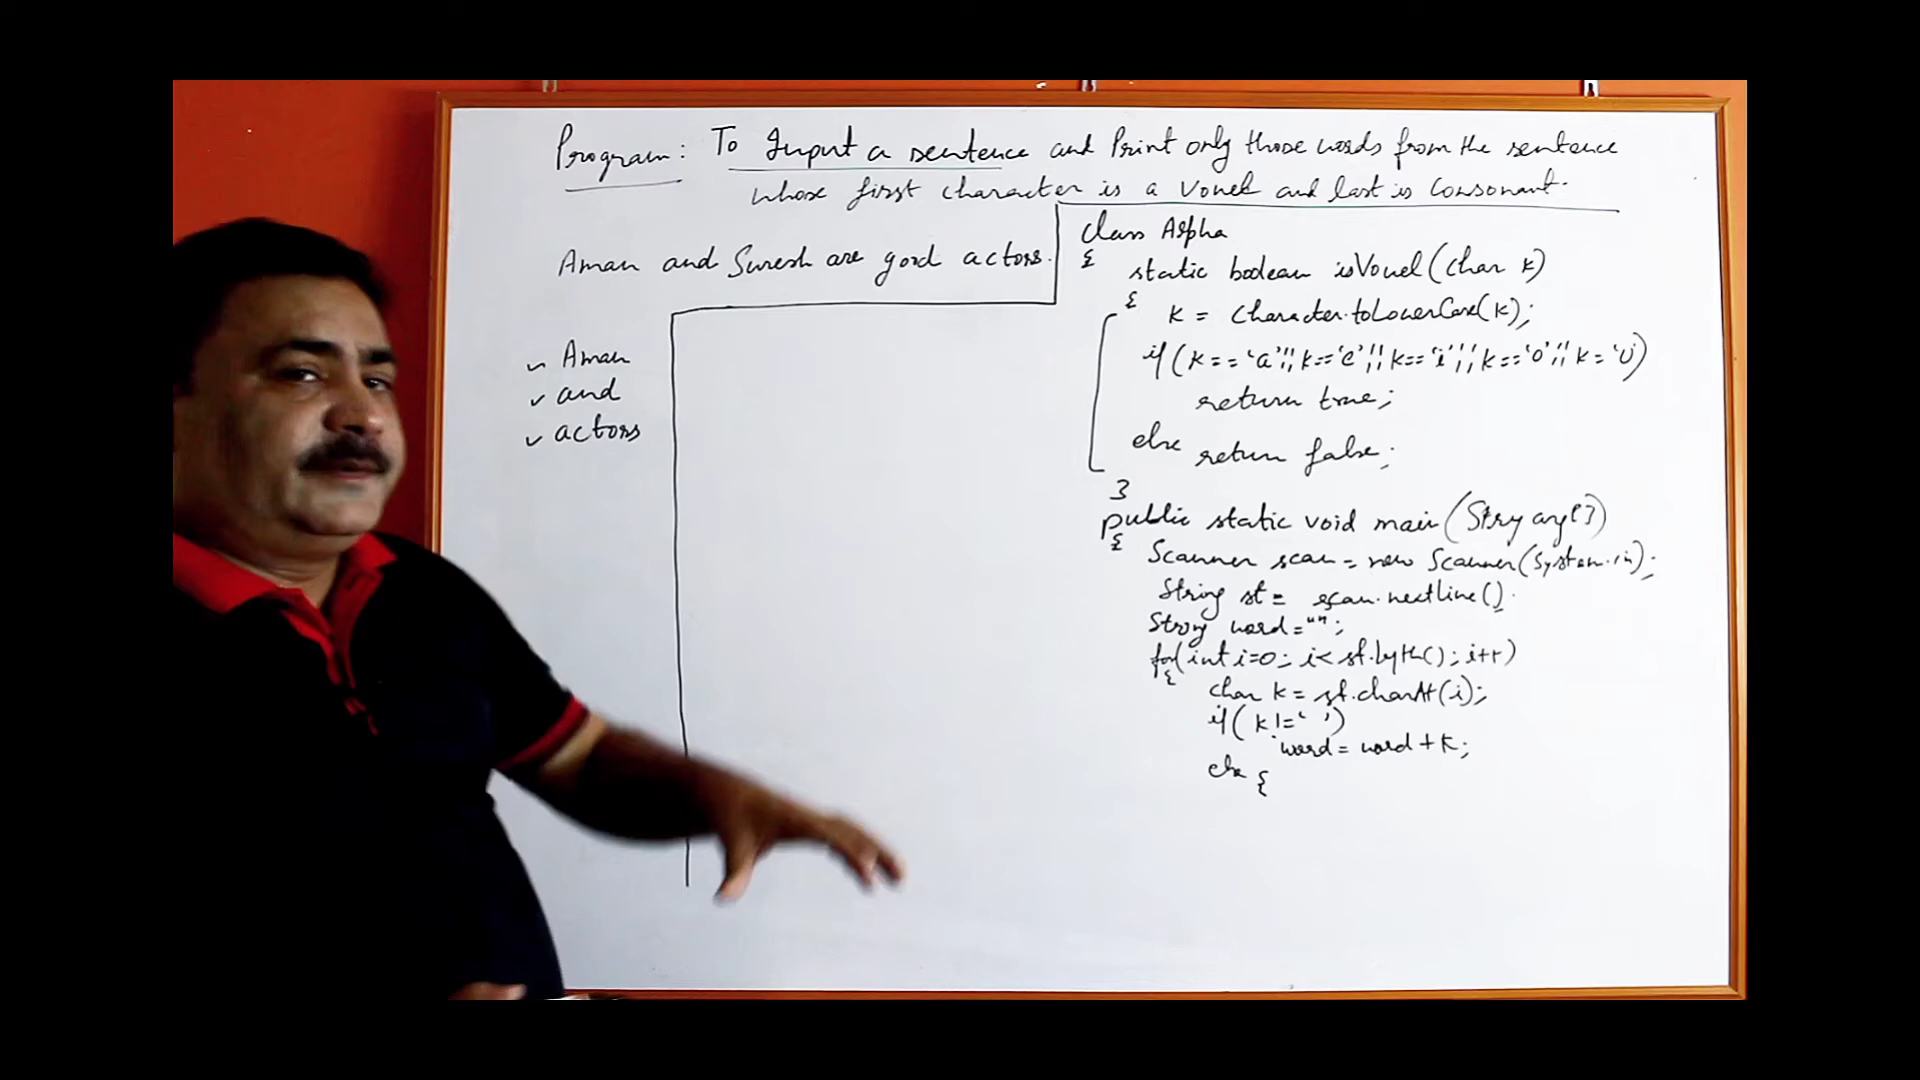 Program: To Input a sentence and Print only those words from the sentence
whose first character is a vowel and last is consonant.
Aman and Suresh are good actors.
Aman
and
actors
class Alpha
{
static boolean isVowel(char k)
{ k = Character.toLowerCase(k);
if(k=='a'||k=='e'||k=='i'||k=='o'||k='u')
return true;
else return false;
}
public static void main(String args[])
{
Scanner scan = new Scanner(System.in);
String st = scan.nextLine();
String word="";
for(int i=0; i<st.length(); i++)
{
char k = st.charAt(i);
if(k!=' ')
word = word + k;
else {